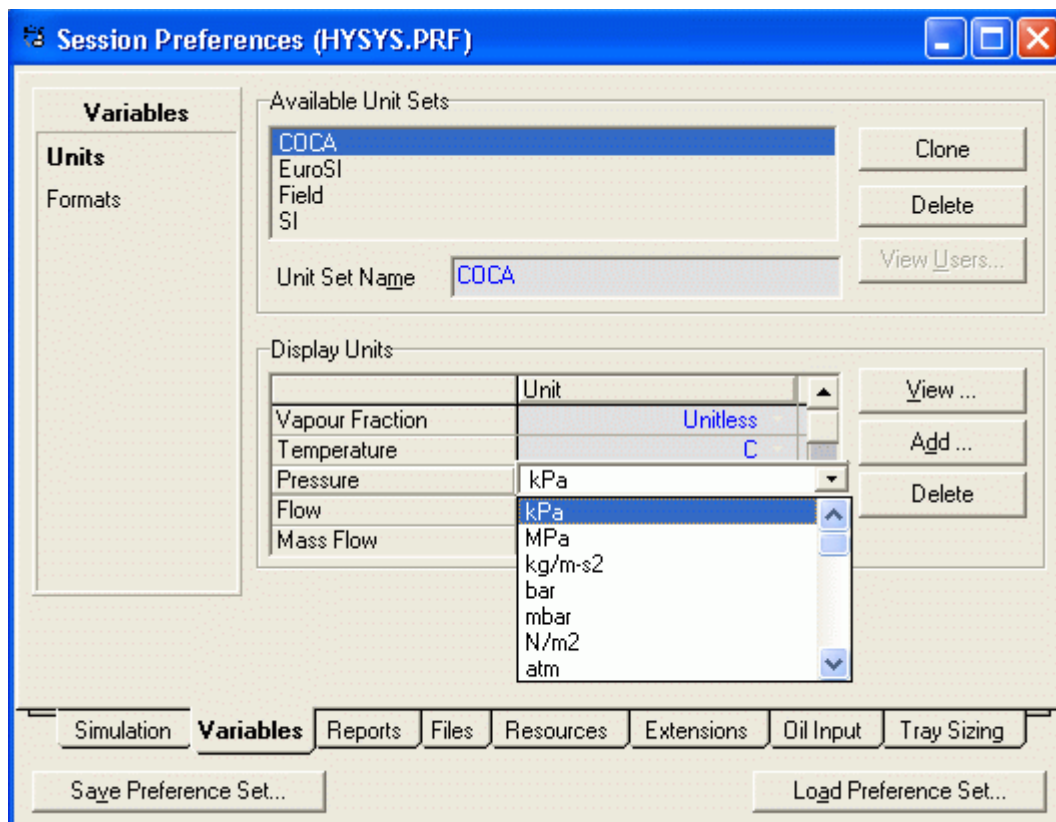 Session Preferences (HYSYS.PRF)
Variables
Units
Formats
Available Unit Sets
COCA
EuroSI
Field
SI
Unit Set Name COCA
Clone
Delete
View Users...
Display Units
Unit
Vapour Fraction Unitless
Temperature C
Pressure kPa
Flow
Mass Flow
kPa
MPa
kg/m-s2
bar
mbar
N/m2
atm
View ...
Add ...
Delete
Simulation Variables Reports Files Resources Extensions Oil Input Tray Sizing
Save Preference Set... Load Preference Set...